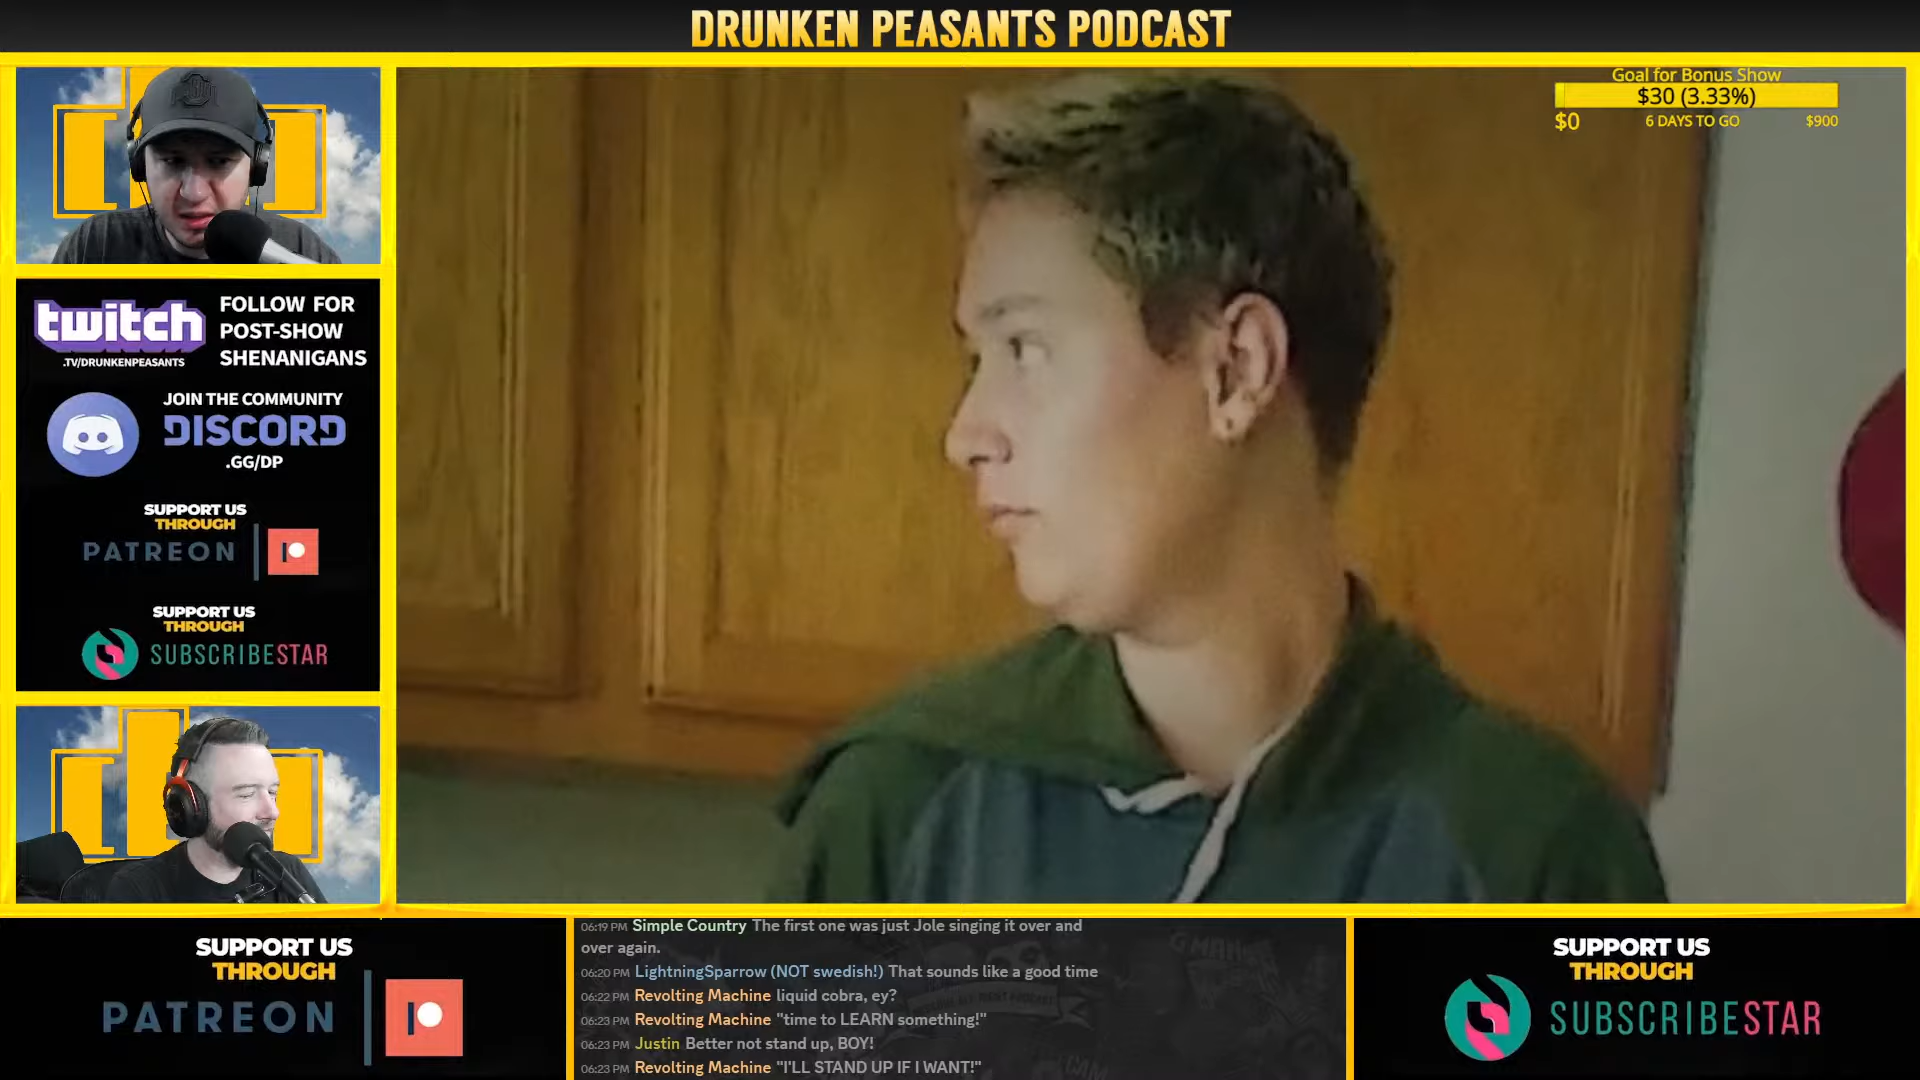 DRUNKEN PEASANTS PODCAST
Goal for Bonus Show
$30 (3.33%)
$0 6 DAYS TO GO $900
twitch
.TV/DRUNKENPEASANTS
FOLLOW FOR
POST-SHOW
SHENANIGANS
JOIN THE COMMUNITY
DISCORD
.GG/DP
SUPPORT US
THROUGH
PATREON
SUPPORT US
THROUGH
SUBSCRIBESTAR
SUPPORT US
THROUGH
PATREON
06:19 PM Simple Country The first one was just Jole singing it over and
over again.
06:20 PM LightningSparrow (NOT swedish!) That sounds like a good time
06:22 PM Revolting Machine liquid cobra, ey?
06:23 PM Revolting Machine "time to LEARN something!"
06:23 PM Justin Better not stand up, BOY!
06:23 PM Revolting Machine "I'LL STAND UP IF I WANT!"
SUPPORT US
THROUGH
SUBSCRIBESTAR